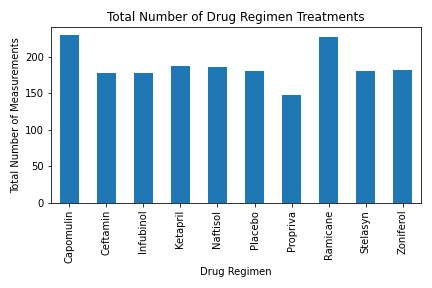 Total Number of Drug Regimen Treatments
Total Number of Measurements
200
150
100
50
0
Capomulin
Ceftamin
Infubinol
Ketapril
Naftisol
Placebo
Propriva
Ramicane
Stelasyn
Zoniferol
Drug Regimen